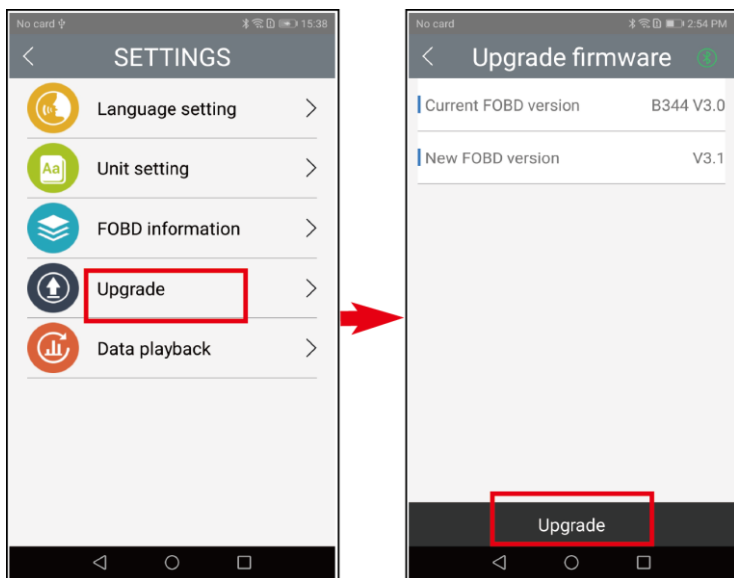 No card 15:38
SETTINGS
Language setting
Aa Unit setting
FOBD information
Upgrade
Data playback
No card 2:54 PM
Upgrade firmware
Current FOBD version B344 V3.0
New FOBD version V3.1
Upgrade